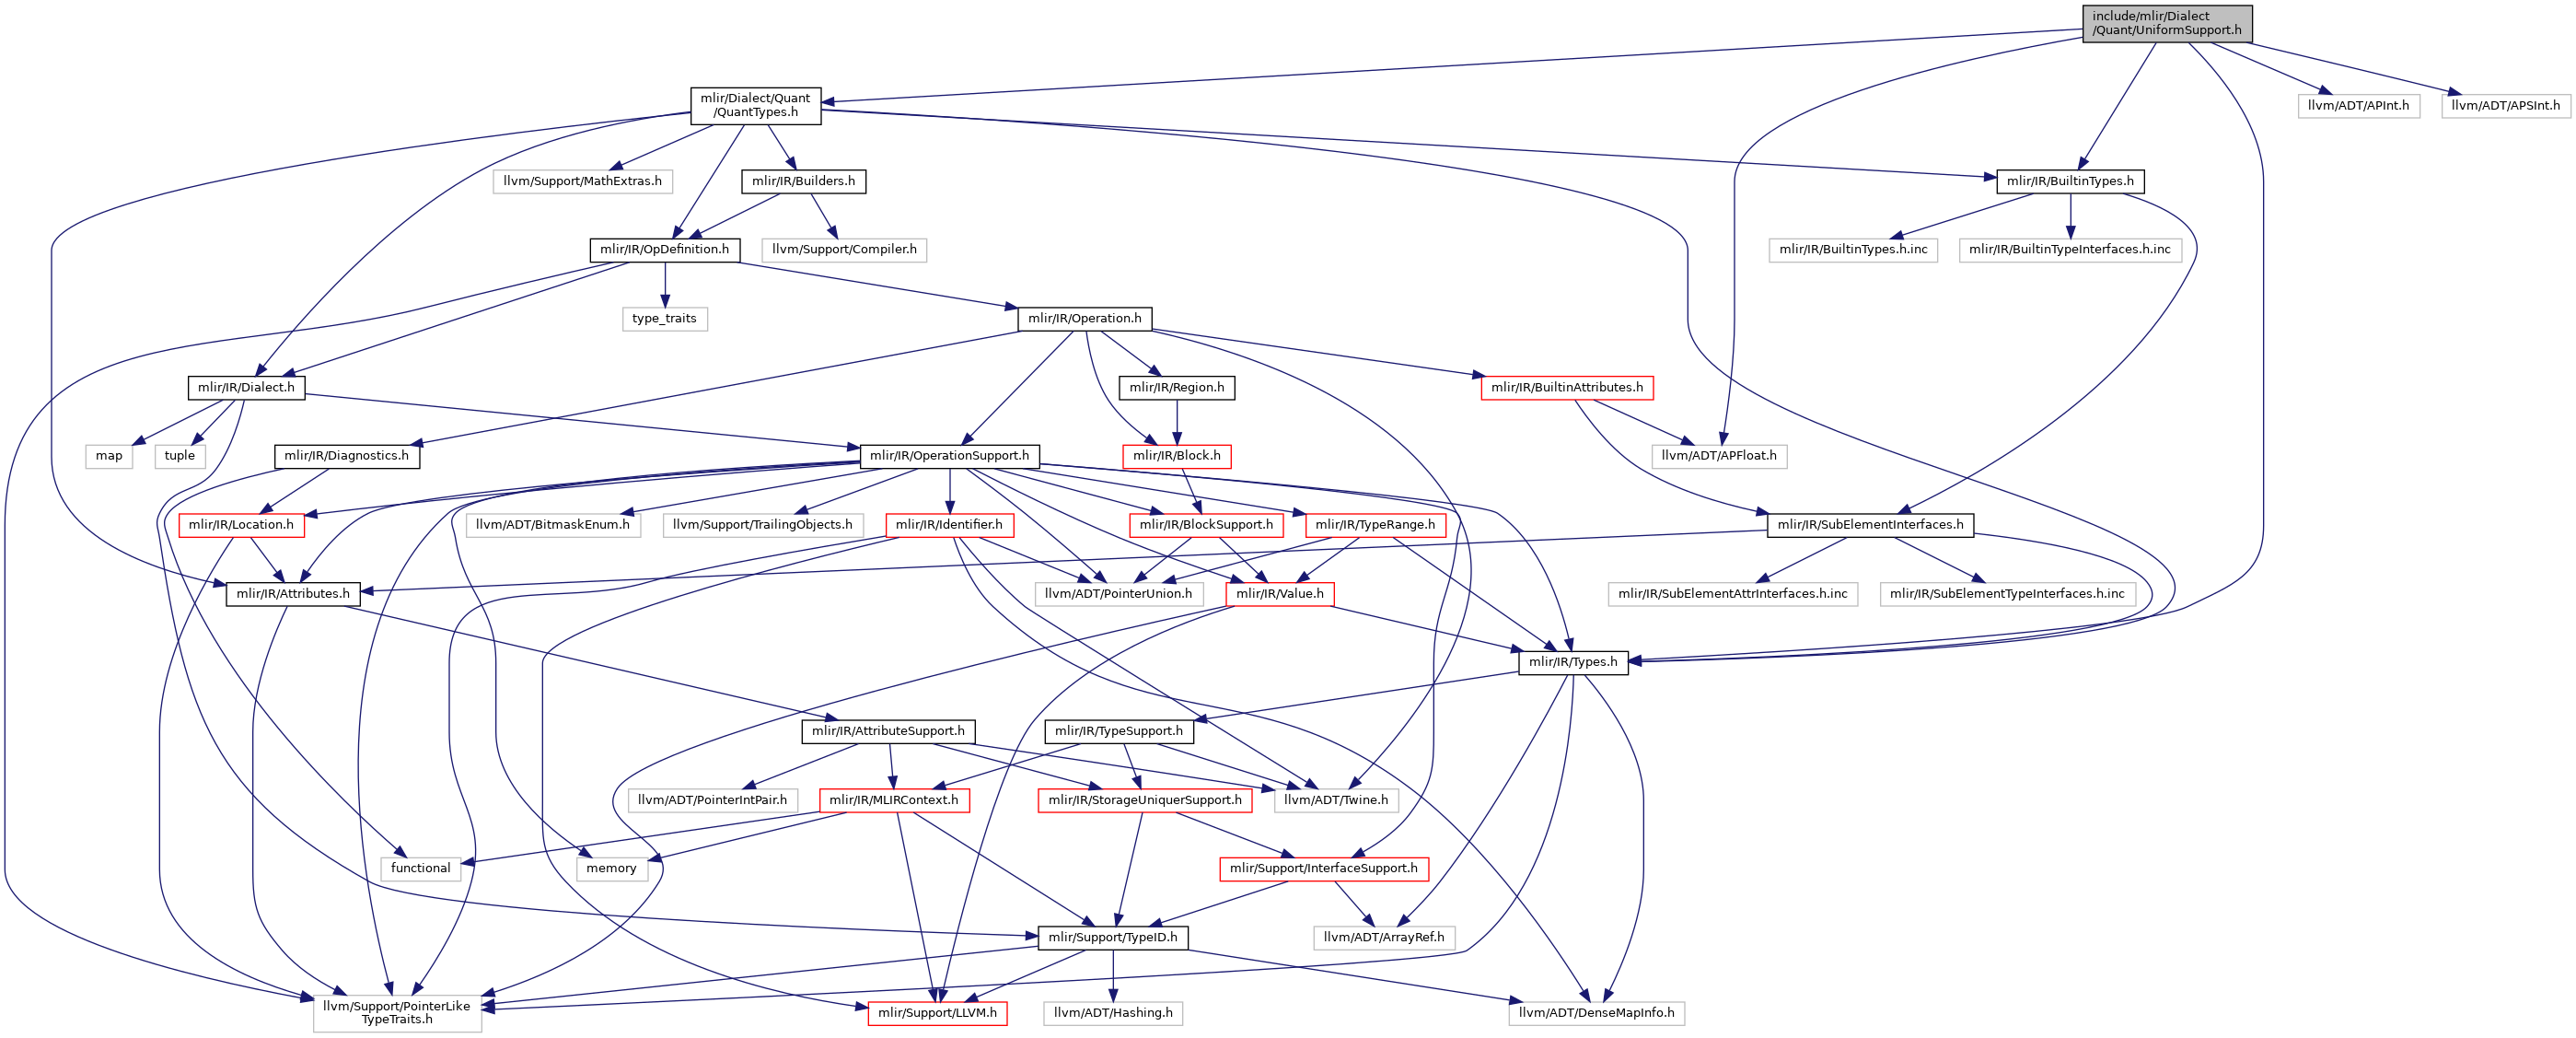 include/mlir/Dialect
/Quant/UniformSupport.h
mlir/Dialect/Quant
/QuantTypes.h
llvm/ADT/APInt.h
llvm/ADT/APSInt.h
llvm/Support/MathExtras.h
mlir/IR/Builders.h
mlir/IR/BuiltinTypes.h
mlir/IR/OpDefinition.h
llvm/Support/Compiler.h
mlir/IR/BuiltinTypes.h.inc
mlir/IR/BuiltinTypeInterfaces.h.inc
type_traits
mlir/IR/Operation.h
mlir/IR/Dialect.h
mlir/IR/Region.h
mlir/IR/BuiltinAttributes.h
map
tuple
mlir/IR/Diagnostics.h
mlir/IR/OperationSupport.h
mlir/IR/Block.h
llvm/ADT/APFloat.h
mlir/IR/Location.h
llvm/ADT/BitmaskEnum.h
llvm/Support/TrailingObjects.h
mlir/IR/Identifier.h
mlir/IR/BlockSupport.h
mlir/IR/TypeRange.h
mlir/IR/SubElementInterfaces.h
mlir/IR/Attributes.h
llvm/ADT/PointerUnion.h
mlir/IR/Value.h
mlir/IR/SubElementAttrInterfaces.h.inc
mlir/IR/SubElementTypeInterfaces.h.inc
mlir/IR/Types.h
mlir/IR/AttributeSupport.h
mlir/IR/TypeSupport.h
llvm/ADT/PointerIntPair.h
mlir/IR/MLIRContext.h
mlir/IR/StorageUniquerSupport.h
llvm/ADT/Twine.h
functional
memory
mlir/Support/InterfaceSupport.h
mlir/Support/TypeID.h
llvm/ADT/ArrayRef.h
llvm/Support/PointerLike
TypeTraits.h
mlir/Support/LLVM.h
llvm/ADT/Hashing.h
llvm/ADT/DenseMapInfo.h